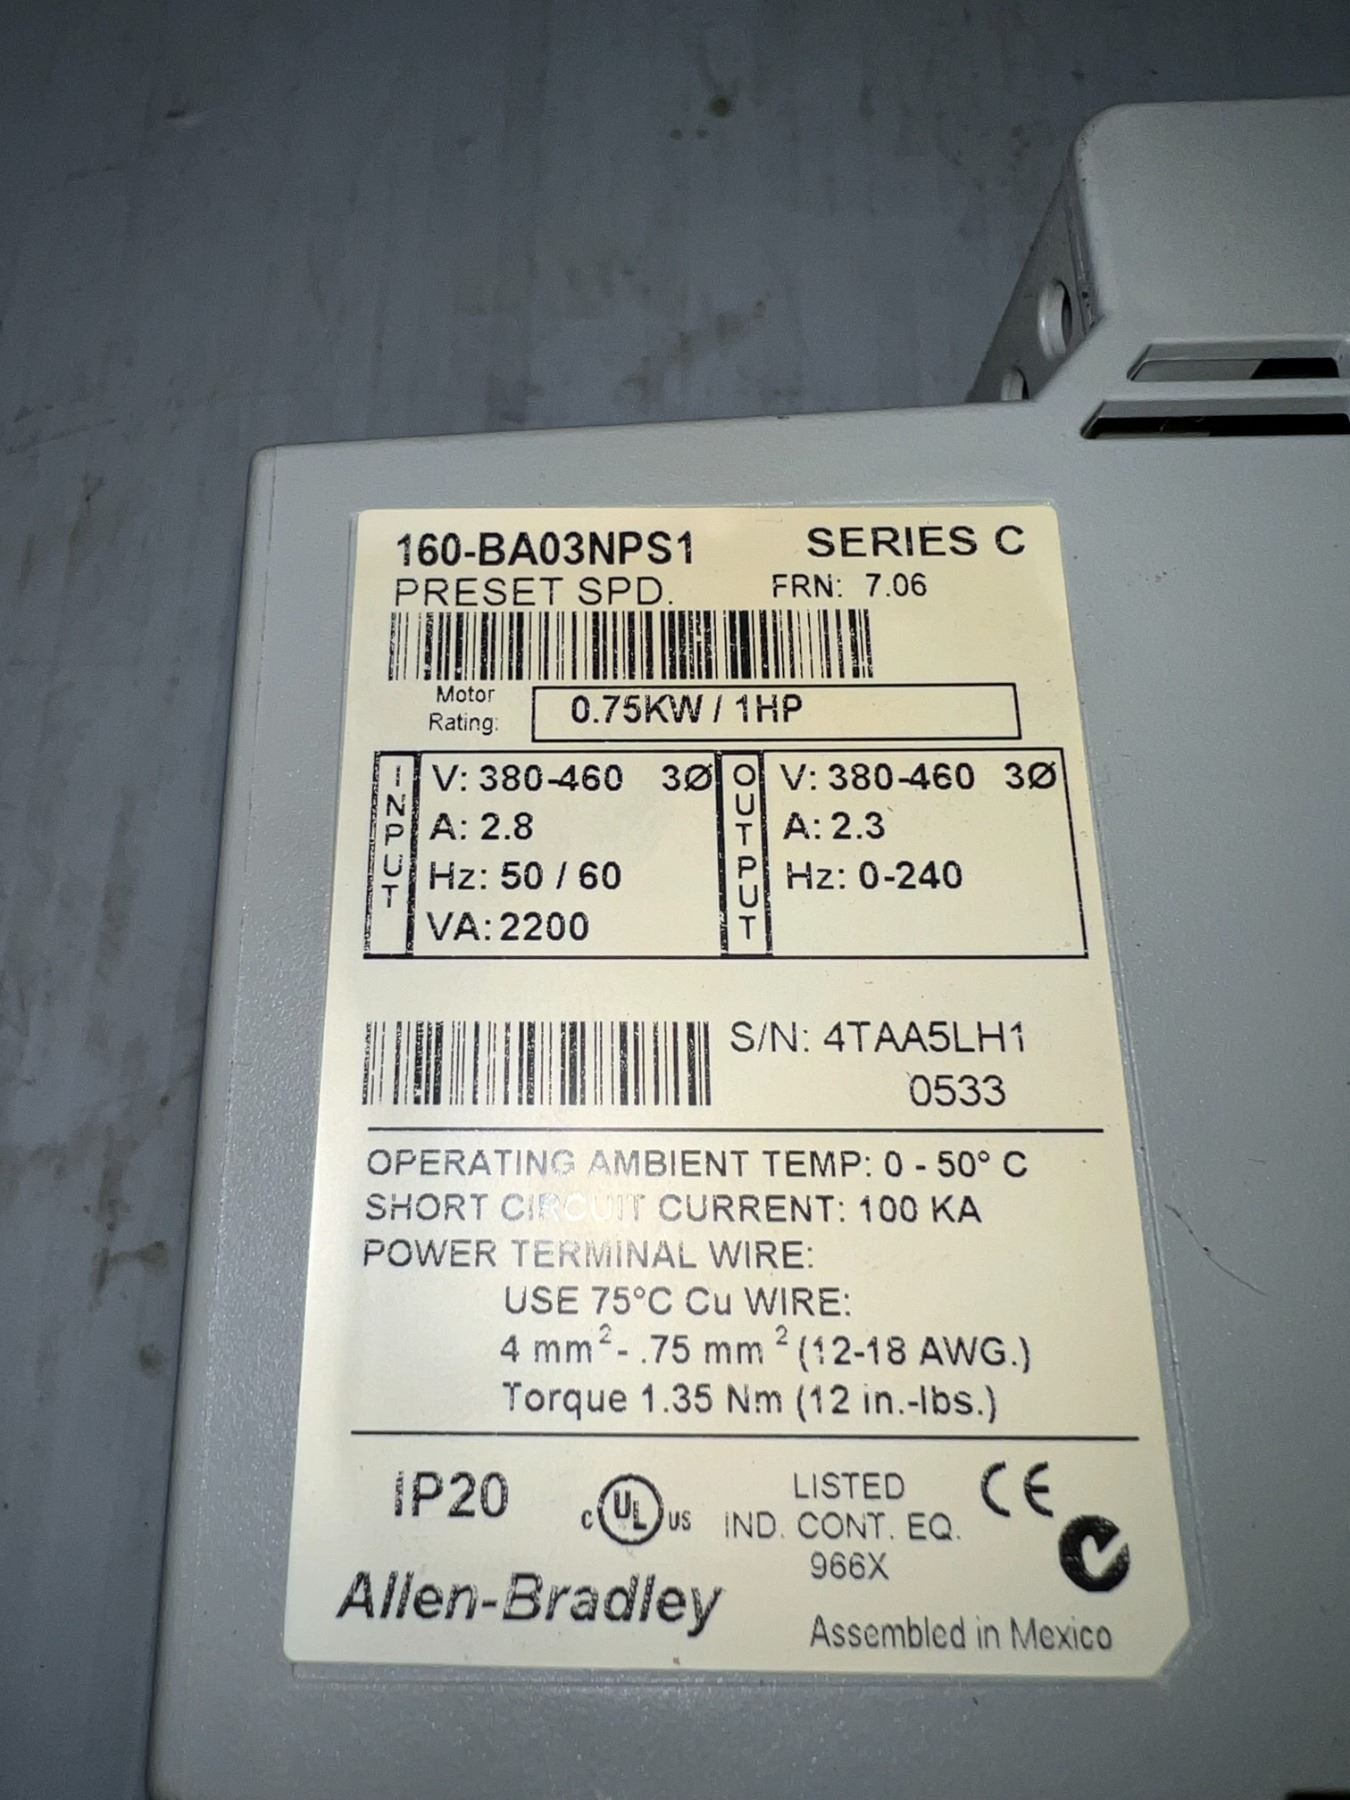 160-BA03NPS1 SERIES C
PRESET SPD. FRN: 7.06
Motor Rating: 0.75KW / 1HP
INPUT
V: 380-460 3Ø
A: 2.8
Hz: 50 / 60
VA: 2200
OUTPUT
V: 380-460 3Ø
A: 2.3
Hz: 0-240
S/N: 4TAA5LH1
0533
OPERATING AMBIENT TEMP: 0 - 50° C
SHORT CIRCUIT CURRENT: 100 KA
POWER TERMINAL WIRE:
USE 75°C Cu WIRE:
4 mm² - .75 mm² (12-18 AWG.)
Torque 1.35 Nm (12 in.-lbs.)
IP20
C UL US
LISTED
IND. CONT. EQ.
966X
CE
Allen-Bradley
Assembled in Mexico